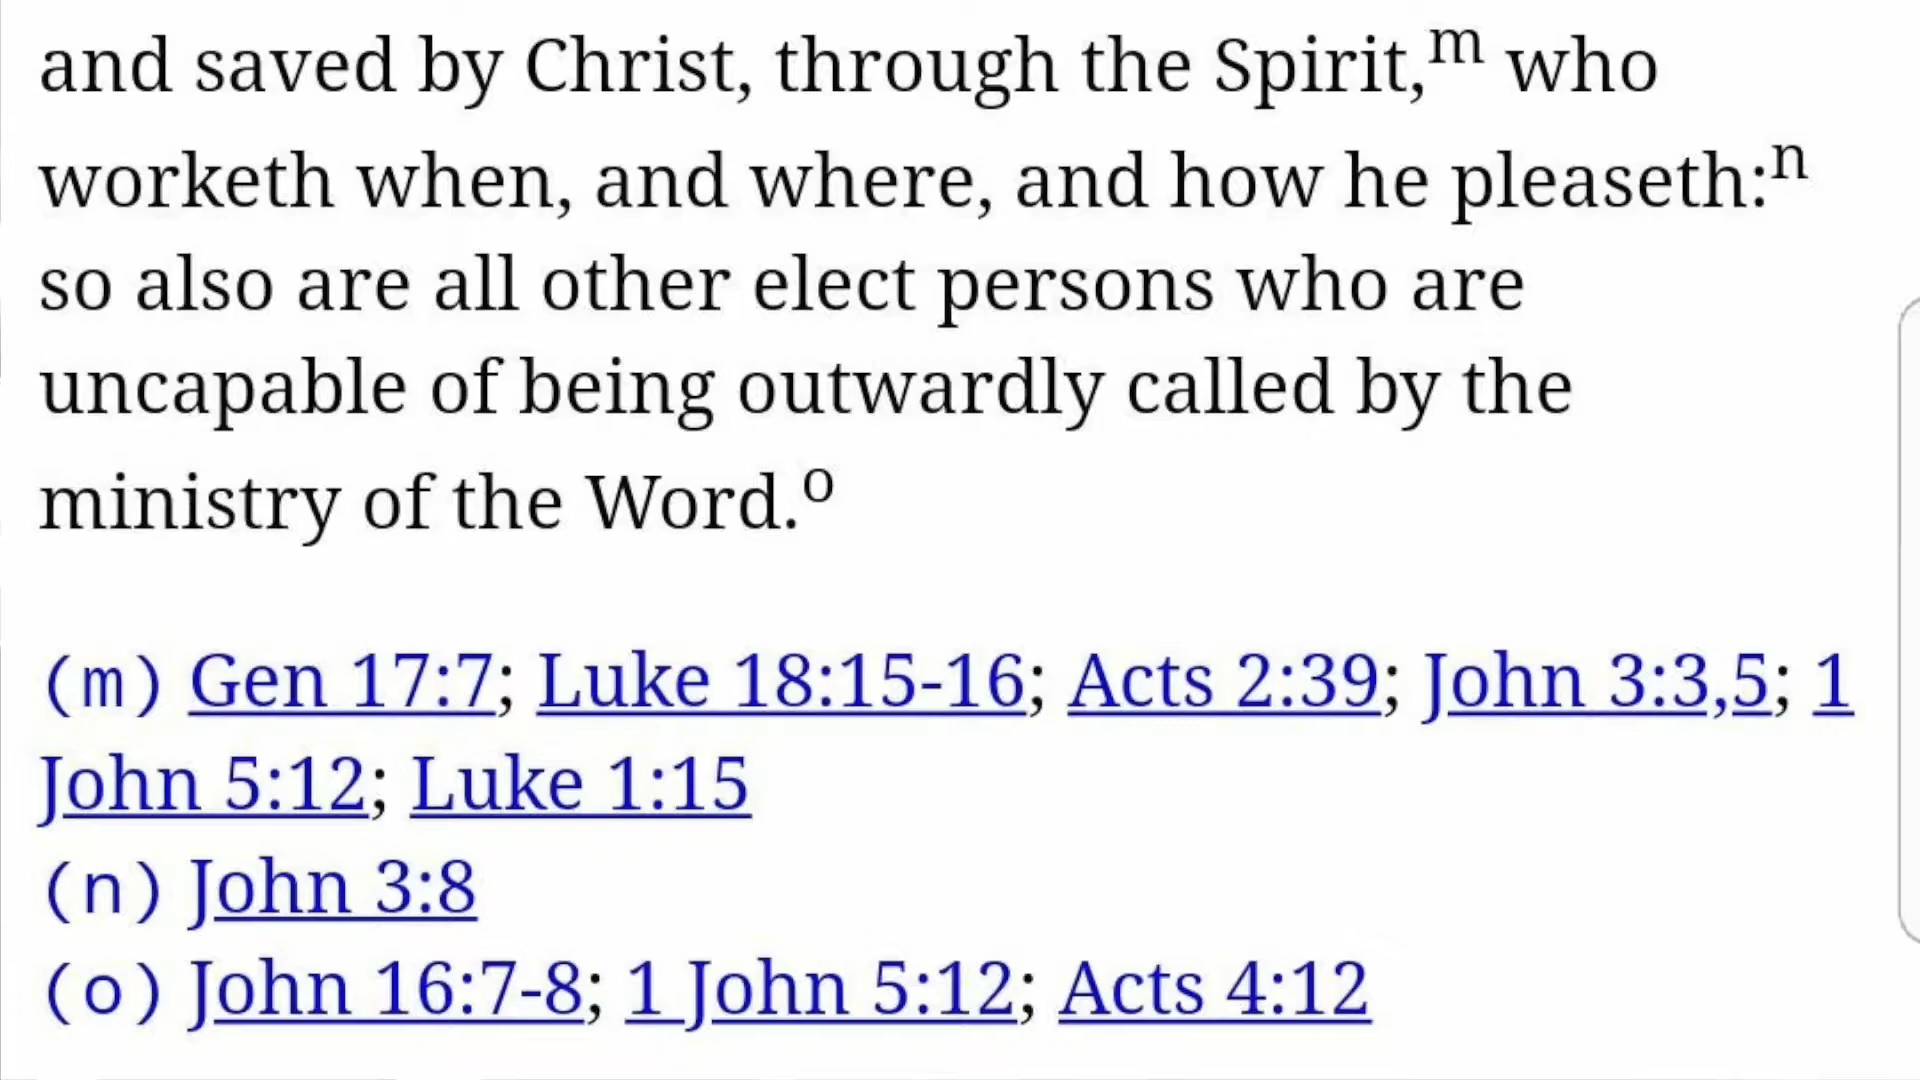 and saved by Christ, through the Spirit,m who
worketh when, and where, and how he pleaseth:n
so also are all other elect persons who are
uncapable of being outwardly called by the
ministry of the Word.o
(m) Gen 17:7; Luke 18:15-16; Acts 2:39; John 3:3,5; 1
John 5:12; Luke 1:15
(n) John 3:8
(o) John 16:7-8; 1 John 5:12; Acts 4:12